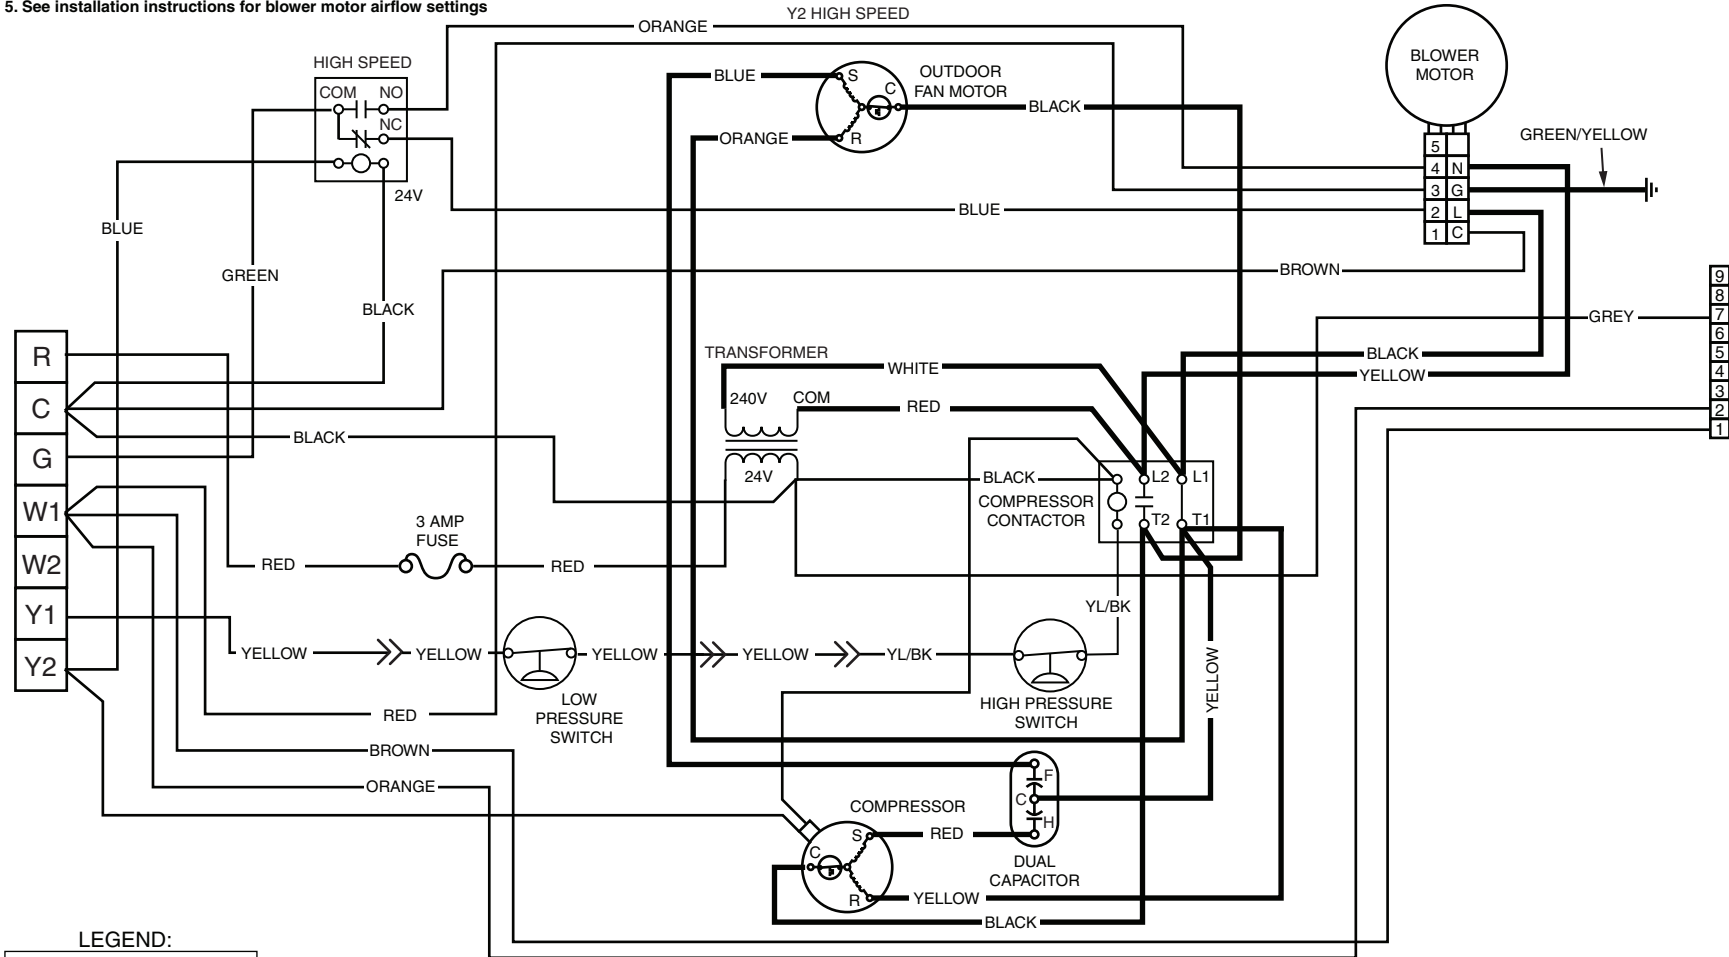 5. See installation instructions for blower motor airflow settings
Y2 HIGH SPEED
ORANGE
HIGH SPEED
COM
NO
NC
24V
BLUE
S
C
R
OUTDOOR
FAN MOTOR
BLACK
ORANGE
BLOWER
MOTOR
GREEN/YELLOW
5
4 N
3 G
2 L
1 C
BLUE
BLUE
GREEN
BLACK
BROWN
9
8
7
6
5
4
3
2
1
GREY
R
C
G
W1
W2
Y1
Y2
TRANSFORMER
WHITE
BLACK
YELLOW
240V
COM
RED
BLACK
24V
BLACK
L2
L1
COMPRESSOR
CONTACTOR
T2
T1
3 AMP
FUSE
RED
RED
YL/BK
YELLOW
YELLOW
YELLOW
YELLOW
YL/BK
YELLOW
LOW
PRESSURE
SWITCH
HIGH PRESSURE
SWITCH
RED
BROWN
ORANGE
F
C
H
COMPRESSOR
S
C
R
RED
DUAL
CAPACITOR
YELLOW
BLACK
LEGEND: